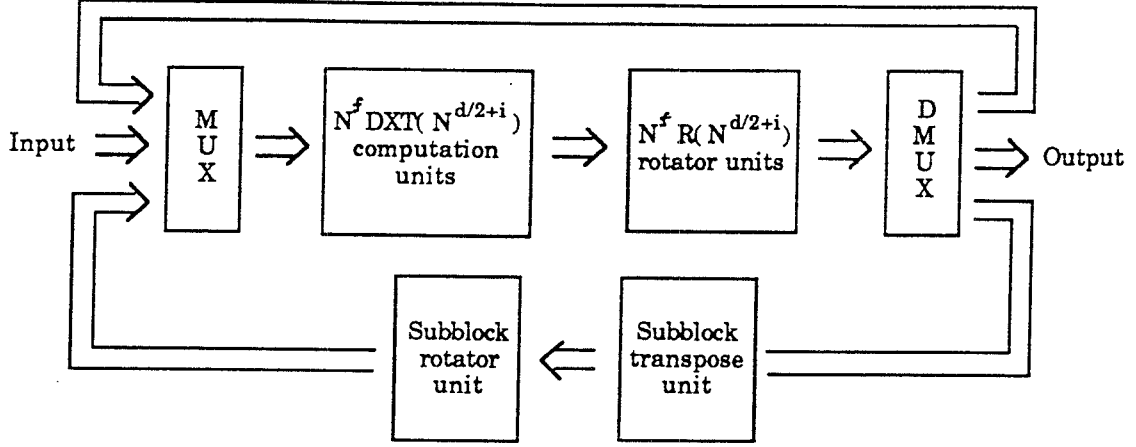 Input
M
U
X
N^f DXT( N^{d/2+i} )
computation
units
N^f R( N^{d/2+i})
rotator units
D
M
U
X
Output
Subblock
rotator
unit
Subblock
transpose
unit